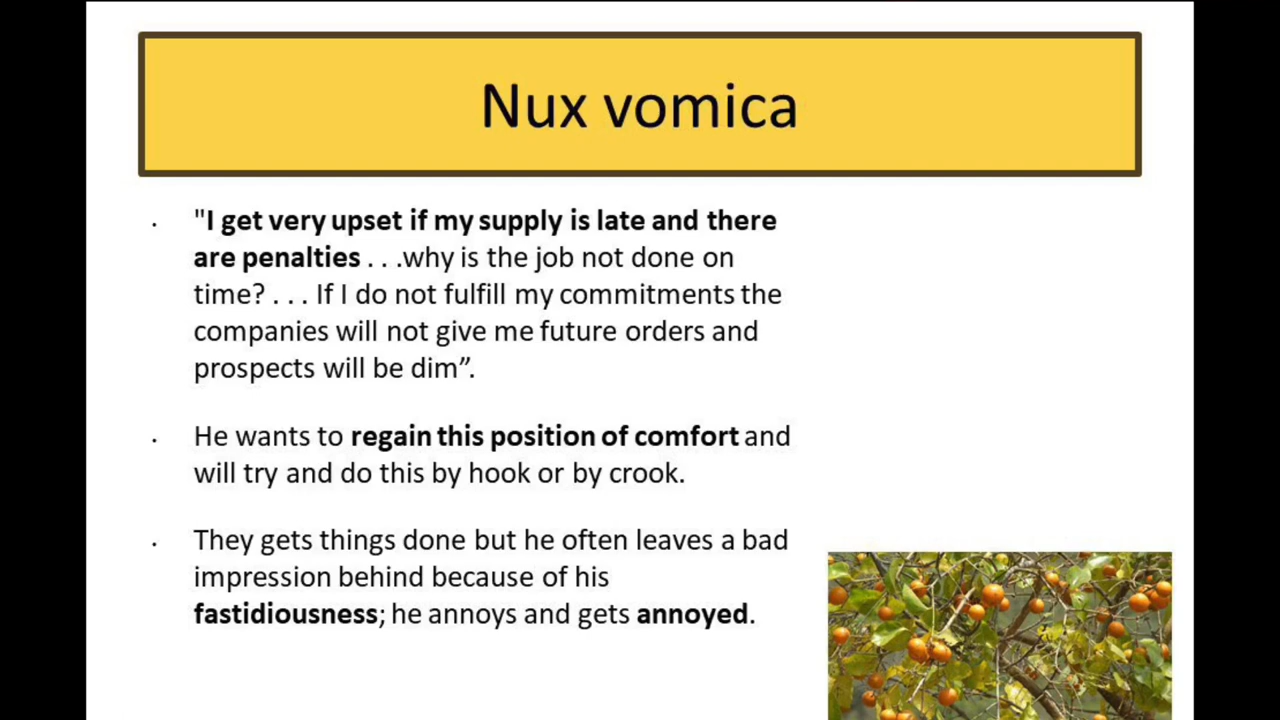 Nux vomica
"I get very upset if my supply is late and there
are penalties . . .why is the job not done on
time? . . . If I do not fulfill my commitments the
companies will not give me future orders and
prospects will be dim”.
He wants to regain this position of comfort and
will try and do this by hook or by crook.
They gets things done but he often leaves a bad
impression behind because of his
fastidiousness; he annoys and gets annoyed.